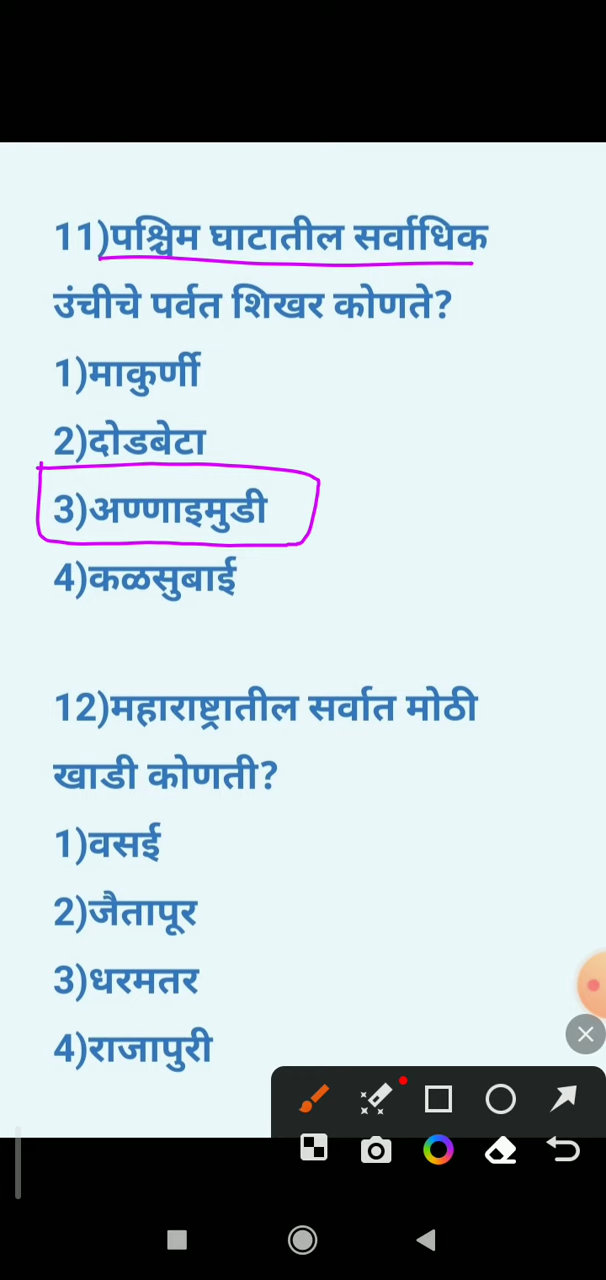 11)पश्चिम घाटातील सर्वाधिक
उंचीचे पर्वत शिखर कोणते?
1)माकुर्णी
2)दोडबेटा
3)अण्णाइमुडी
4)कळसुबाई
12)महाराष्ट्रातील सर्वात मोठी
खाडी कोणती?
1)वसई
2)जैतापूर
3)धरमतर
4)राजापुरी